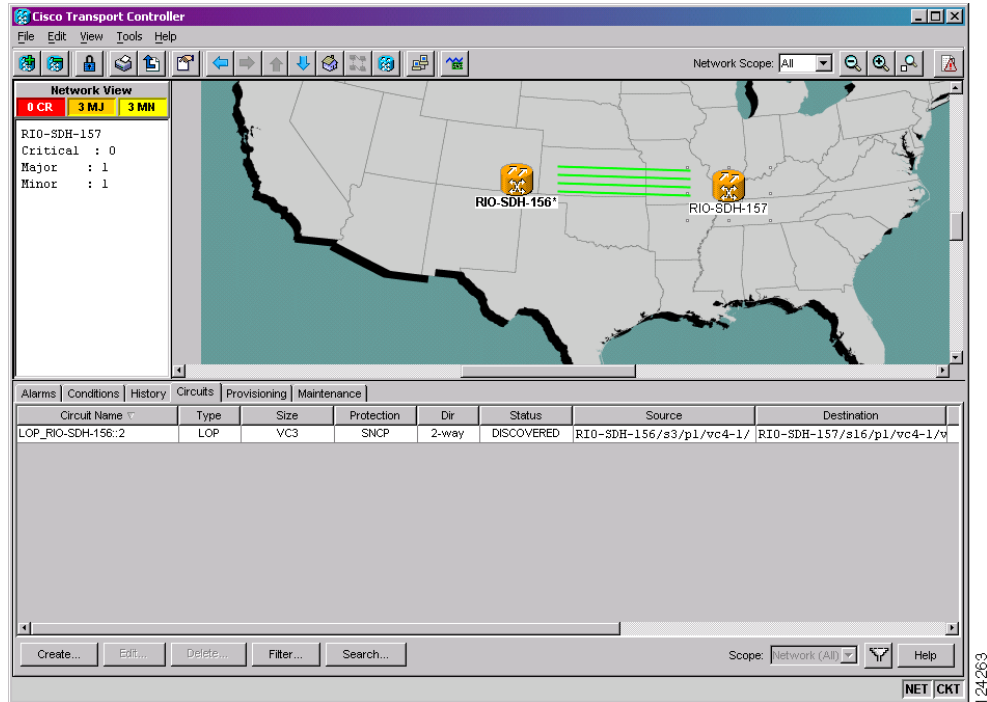 Cisco Transport Controller
File Edit View Tools Help
Network Scope: All
Network View
0 CR 3 MJ 3 MN
RIO-SDH-157
Critical : 0
Major : 1
Minor : 1
RIO-SDH-156*
RIO-SDH-157
Alarms Conditions History Circuits Provisioning Maintenance
Circuit Name Type Size Protection Dir Status Source Destination
LOP_RIO-SDH-156::2 LOP VC3 SNCP 2-way DISCOVERED RIO-SDH-156/s3/p1/vc4-1/ RIO-SDH-157/s16/p1/vc4-1/v
Create... Edit... Delete... Filter... Search... Scope: Network (All) Help
NET CKT
124263